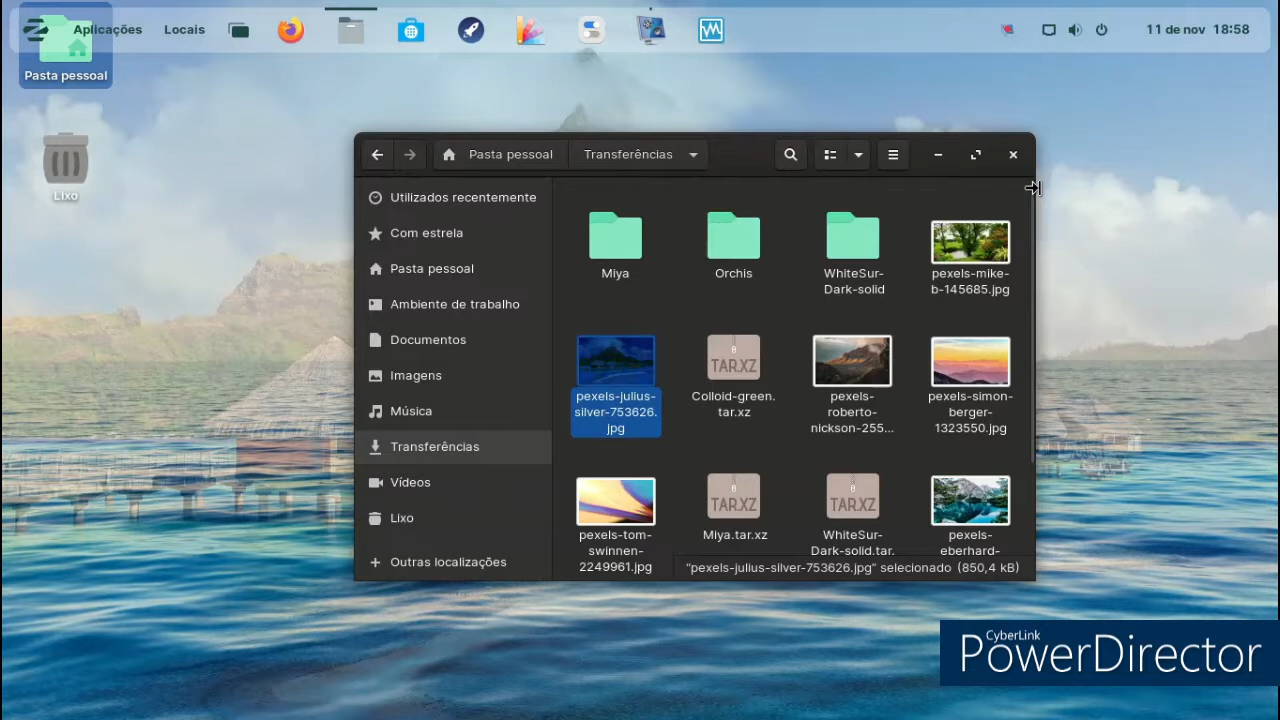 Aplicações
Locais
11 de nov 18:58
Pasta pessoal
Lixo
Pasta pessoal
Transferências
Utilizados recentemente
Com estrela
Pasta pessoal
Ambiente de trabalho
Documentos
Imagens
Música
Transferências
Vídeos
Lixo
Outras localizações
Miya
Orchis
WhiteSur-
Dark-solid
pexels-mike-
b-145685.jpg
pexels-julius-
silver-753626.
jpg
TAR.XZ
Colloid-green.
tar.xz
pexels-
roberto-
nickson-255...
pexels-simon-
berger-
1323550.jpg
pexels-tom-
swinnen-
2249961.jpg
TAR.XZ
Miya.tar.xz
TAR.XZ
WhiteSur-
Dark-solid.tar.
pexels-
eberhard-
"pexels-julius-silver-753626.jpg" selecionado (850,4 kB)
CyberLink
PowerDirector